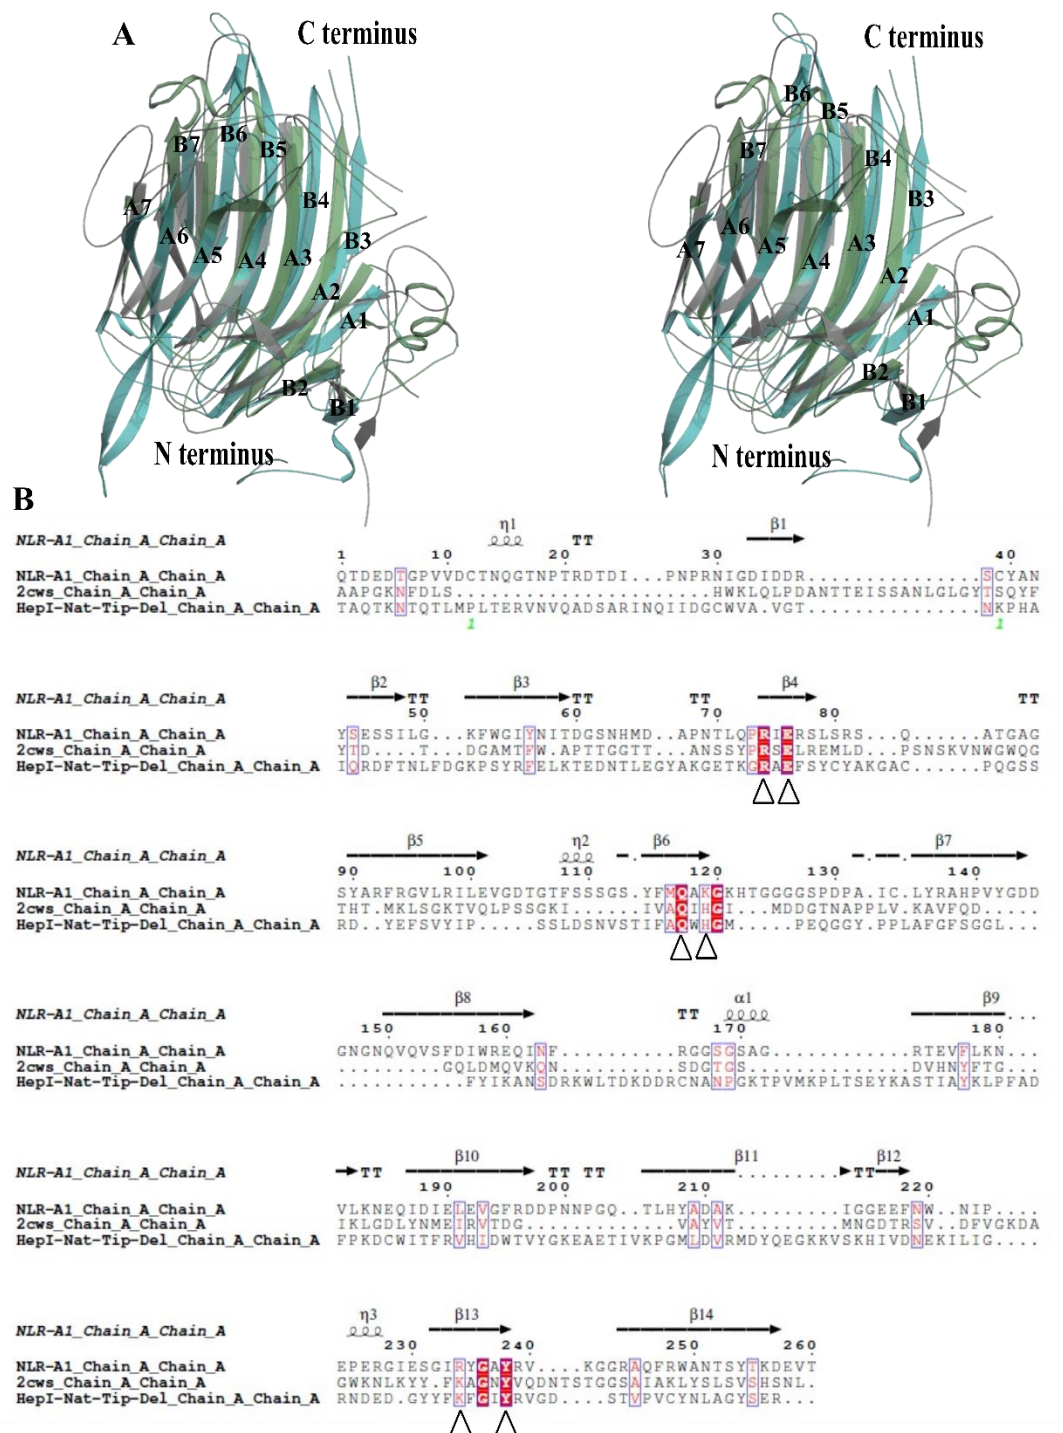 A
C terminus
C terminus
B6
B6
B5
B7
B5
B7
B4
B4
A7
B3
A6
A5
A4
A3
B3
A7
A6
A5
A4
A3
A2
A2
A1
A1
B2
B1
B2
B1
N terminus
N terminus
B
NLR-A1_Chain_A_Chain_A η1 TT β1
1 10 20 30 40
NLR-A1_Chain_A_Chain_A QTDEDTGPVVDCTNQGTNPTRDTDI...PNPRNIGDIDDR...............SCYAN
2cws_Chain_A_Chain_A AAPGKNFDLS......................HWKLQLPDANTTEISSANLGLGYTSQYF
HepI-Nat-Tip-Del_Chain_A_Chain_A TAQTKNTQTLMPLTERVNVQADSARINQIIDGCWVA.VGT...............NKPHA
1 1
NLR-A1_Chain_A_Chain_A β2 TT β3 TT TT β4 TT
50 60 70 80
NLR-A1_Chain_A_Chain_A YSESSILG...KFWGIYNITDGSNHMD..APNTLQPRIERSLSRS...Q.....ATGAG
2cws_Chain_A_Chain_A YTD....T...DGAMTFW.APTTGGTT...ANSSYPRSELREMLD..PSNSKVNWGWQG
HepI-Nat-Tip-Del_Chain_A_Chain_A IQRDFTNLFDGKPSYRFELKTEDNTLEGYAKGETKGRAEFSYCYAKGAC......PQGSS
NLR-A1_Chain_A_Chain_A β5 η2 β6 β7
90 100 110 120 130 140
NLR-A1_Chain_A_Chain_A SYARFRGVLRILEVGDTGTFSSSGS.YFMQAKGKHTGGGGSPDPA.IC.LYRAHPVYGDD
2cws_Chain_A_Chain_A THT.MKLSGKTVQLPSSGKI......IVAQIHGI...MDDGTNAPPLV.KAVFQD.....
HepI-Nat-Tip-Del_Chain_A_Chain_A RD..YEFSVYIP.....SSLDSNVSTIFAQWHGM.....PEQGGY.PPLAFGFSGGL...
NLR-A1_Chain_A_Chain_A β8 TT α1 β9
150 160 170 180
NLR-A1_Chain_A_Chain_A GNGNQVQVSFDIWREQINF..........RGGSGSAG............RTEVFLKN...
2cws_Chain_A_Chain_A .........GQLDMQVKQN..........SDGTGS..............DVHNYFTG...
HepI-Nat-Tip-Del_Chain_A_Chain_A ...........FYIKANSDRKWLTDKDDRCNANPGKTPVMKPLTSEYKASTIAYKLPFAD
NLR-A1_Chain_A_Chain_A TT β10 TT TT β11 TT β12
190 200 210 220
NLR-A1_Chain_A_Chain_A VLKNEQIDIELEVGFRDDPNNPGQ..TLHYADAK..........IGGEEFNW..NIP....
2cws_Chain_A_Chain_A IKLGDLYNMEIRVTDG............VAYVT..........MNGDTRSV..DFVGKDA
HepI-Nat-Tip-Del_Chain_A_Chain_A FPKDCWITFRVHIDWTVYGKEAETIVKPGMLDVRMDYQEGKKVSKHIVDNEKILIG....
NLR-A1_Chain_A_Chain_A η3 β13 β14
230 240 250 260
NLR-A1_Chain_A_Chain_A EPERGIESGIRYGAYRV....KGGRAQFRWANTSYTKDEVT
2cws_Chain_A_Chain_A GWKNLKYY.FKAGNYVQDNTSTGGSAIAKLYSLSVSHSNL.
HepI-Nat-Tip-Del_Chain_A_Chain_A RNDED.GYYFKFGIYRVGD....STVPVCYNLAGYSER...